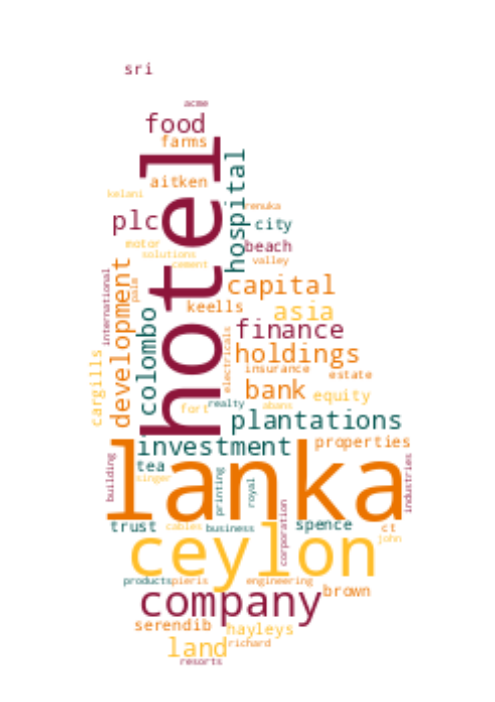 sri
acme
food
farms
hotel
hospital
aitken
kelani
renuka
plc
city
motor
beach
solutions
valley
cement
international
palm
development
capital
keells
asia
colombo
finance
electricals
holdings
cargills
insurance
estate
bank
equity
fort
realty
abans
plantations
investment
properties
lanka
building
tea
singer
printing
royal
industries
corporation
trust
cables
business
spence
ct
john
ceylon
products
pieris
engineering
company
brown
serendib
hayleys
land
richard
resorts